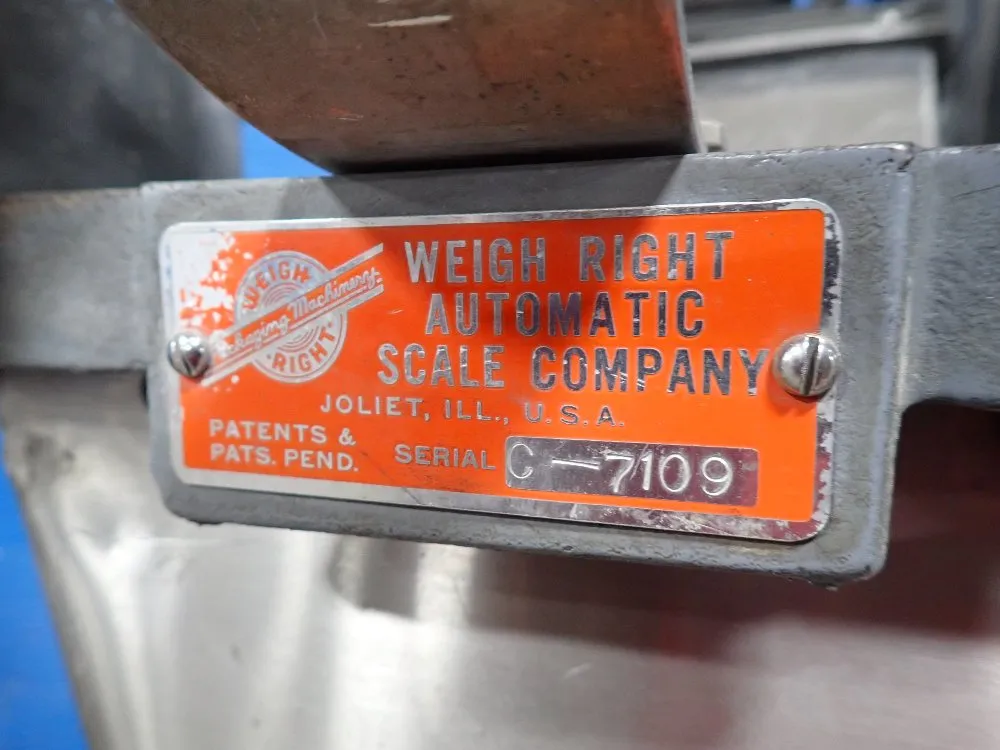 WEIGH
Packaging Machinery
RIGHT
WEIGH RIGHT
AUTOMATIC
SCALE COMPANY
JOLIET, ILL., U.S.A.
PATENTS &
PATS. PEND.
SERIAL C-7109